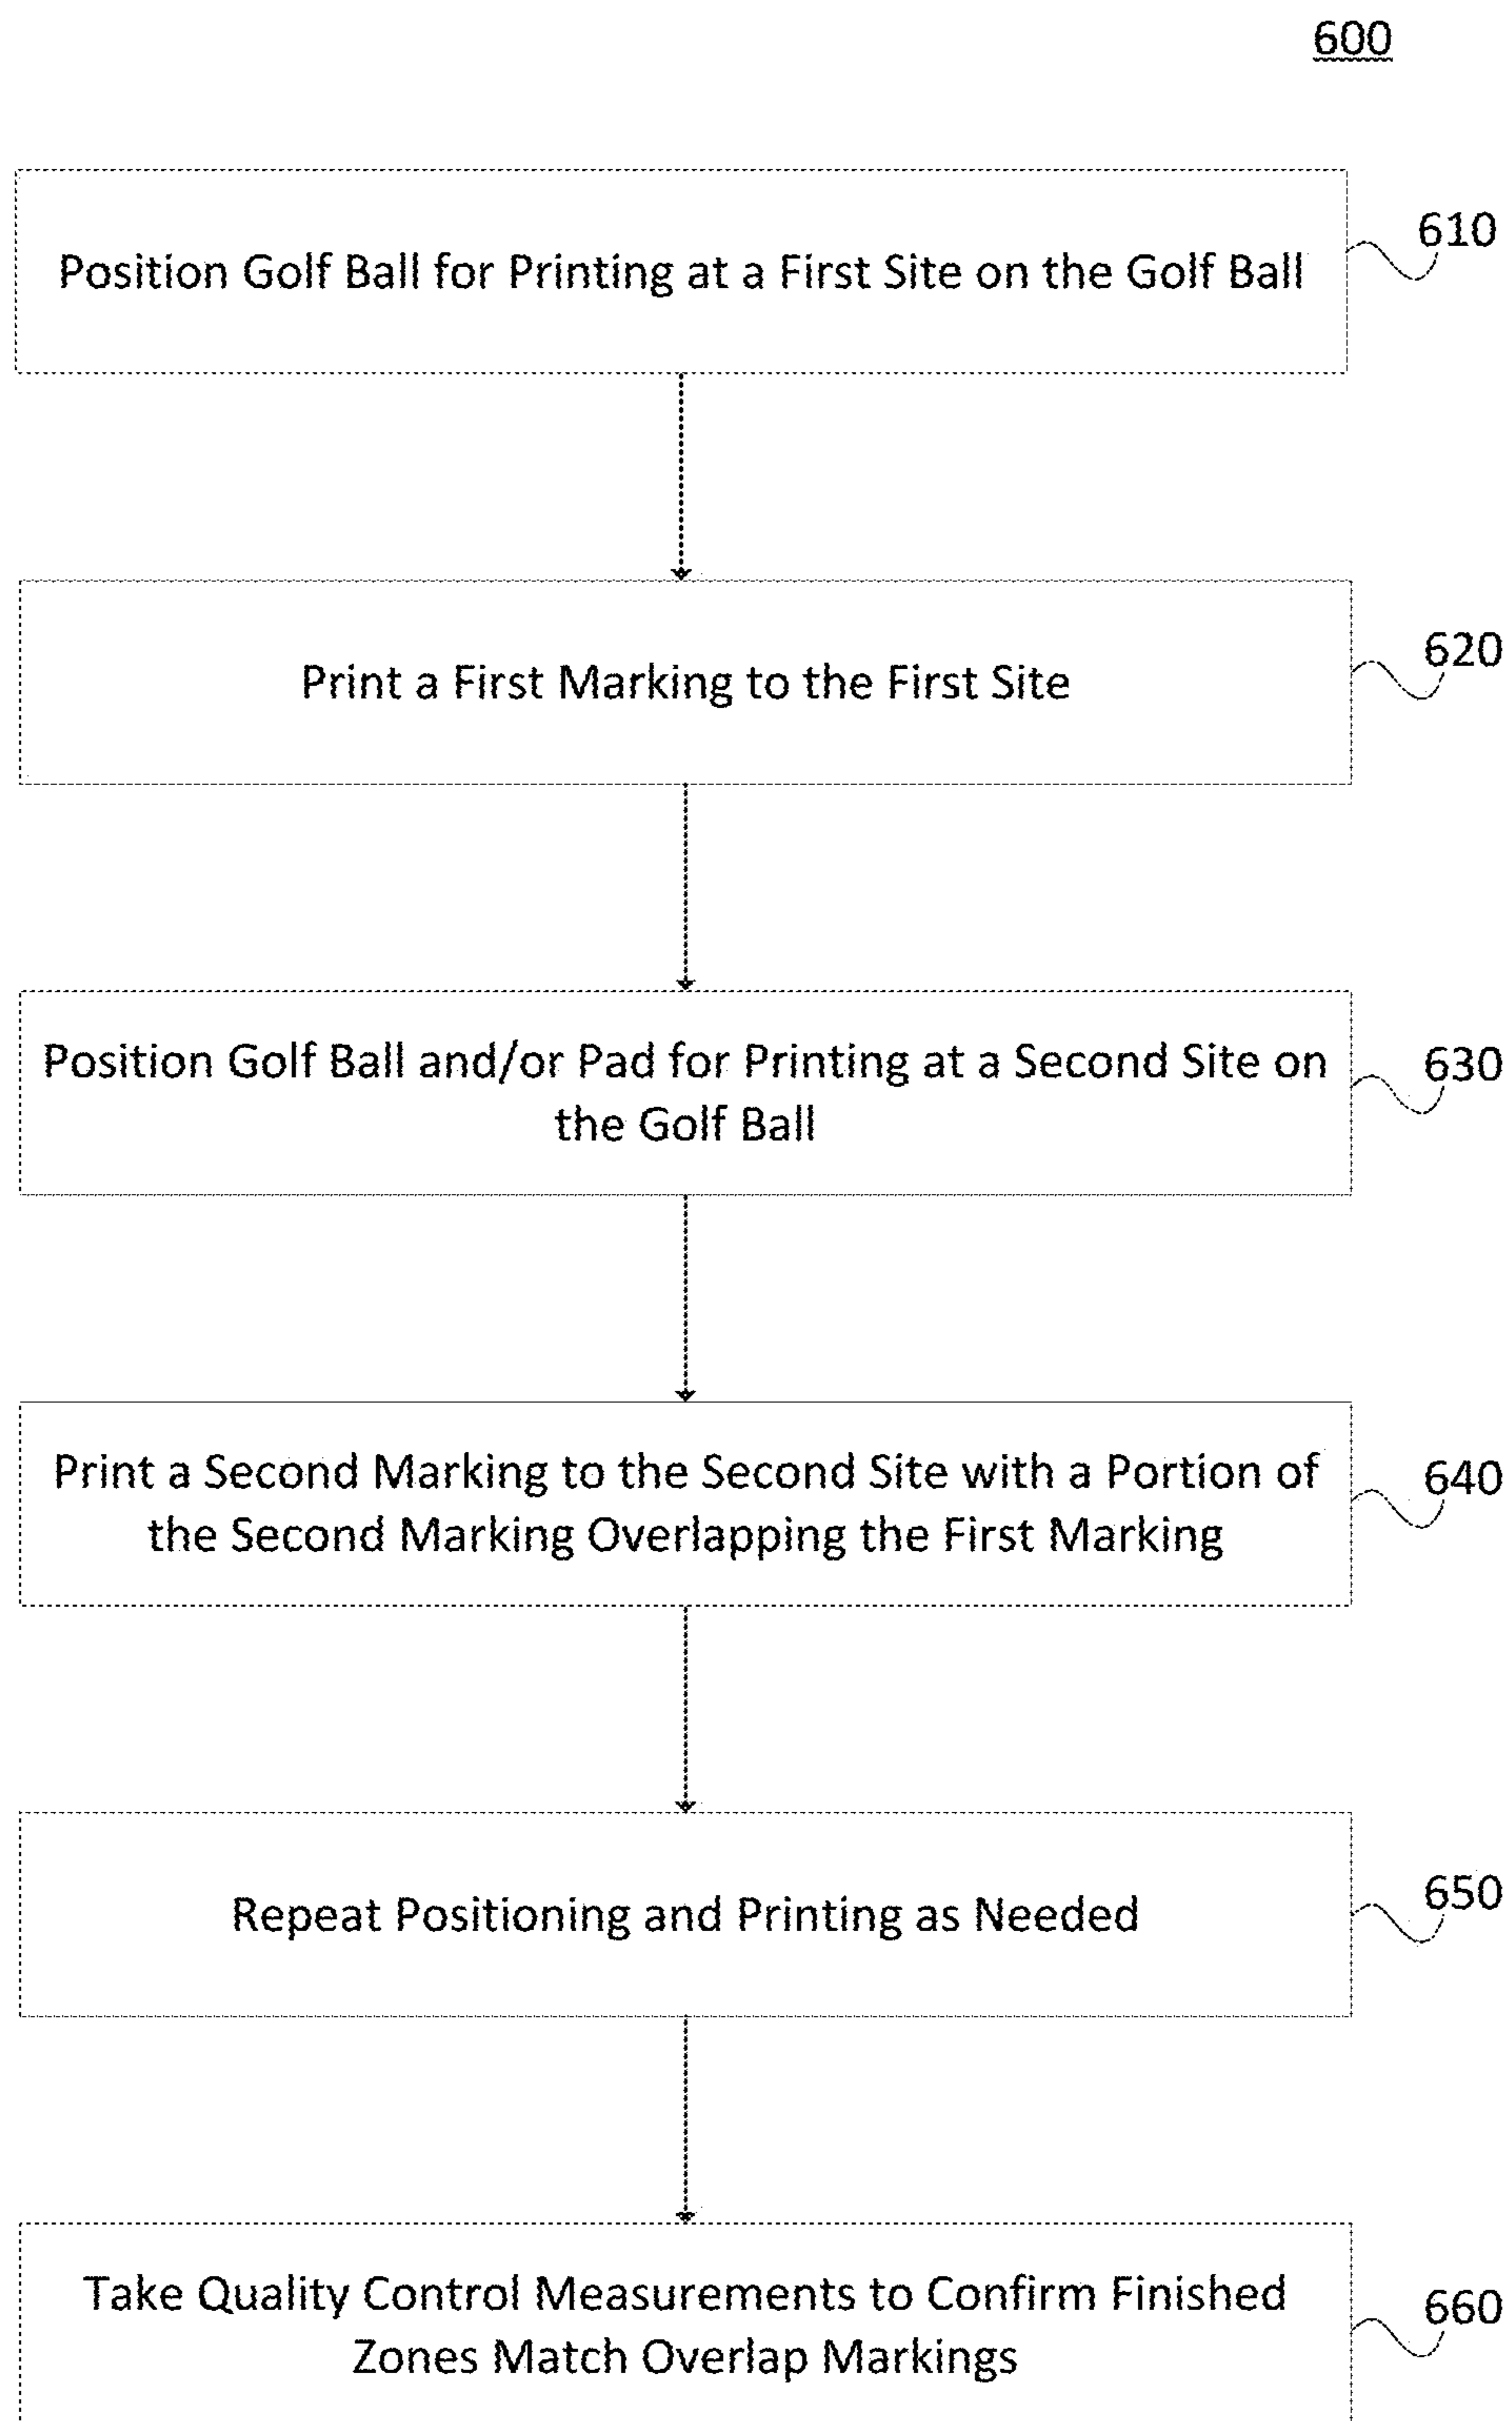 600
Position Golf Ball for Printing at a First Site on the Golf Ball
610
Print a First Marking to the First Site
620
Position Golf Ball and/or Pad for Printing at a Second Site on
the Golf Ball
630
Print a Second Marking to the Second Site with a Portion of
the Second Marking Overlapping the First Marking
640
Repeat Positioning and Printing as Needed
650
Take Quality Control Measurements to Confirm Finished
Zones Match Overlap Markings
660